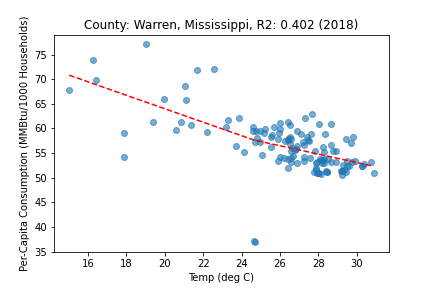 County: Warren, Mississippi, R2: 0.402 (2018)
Per-Capita Consumption (MMBtu/1000 Households)
75
70
65
60
55
50
45
40
35
16 18 20 22 24 26 28 30
Temp (deg C)